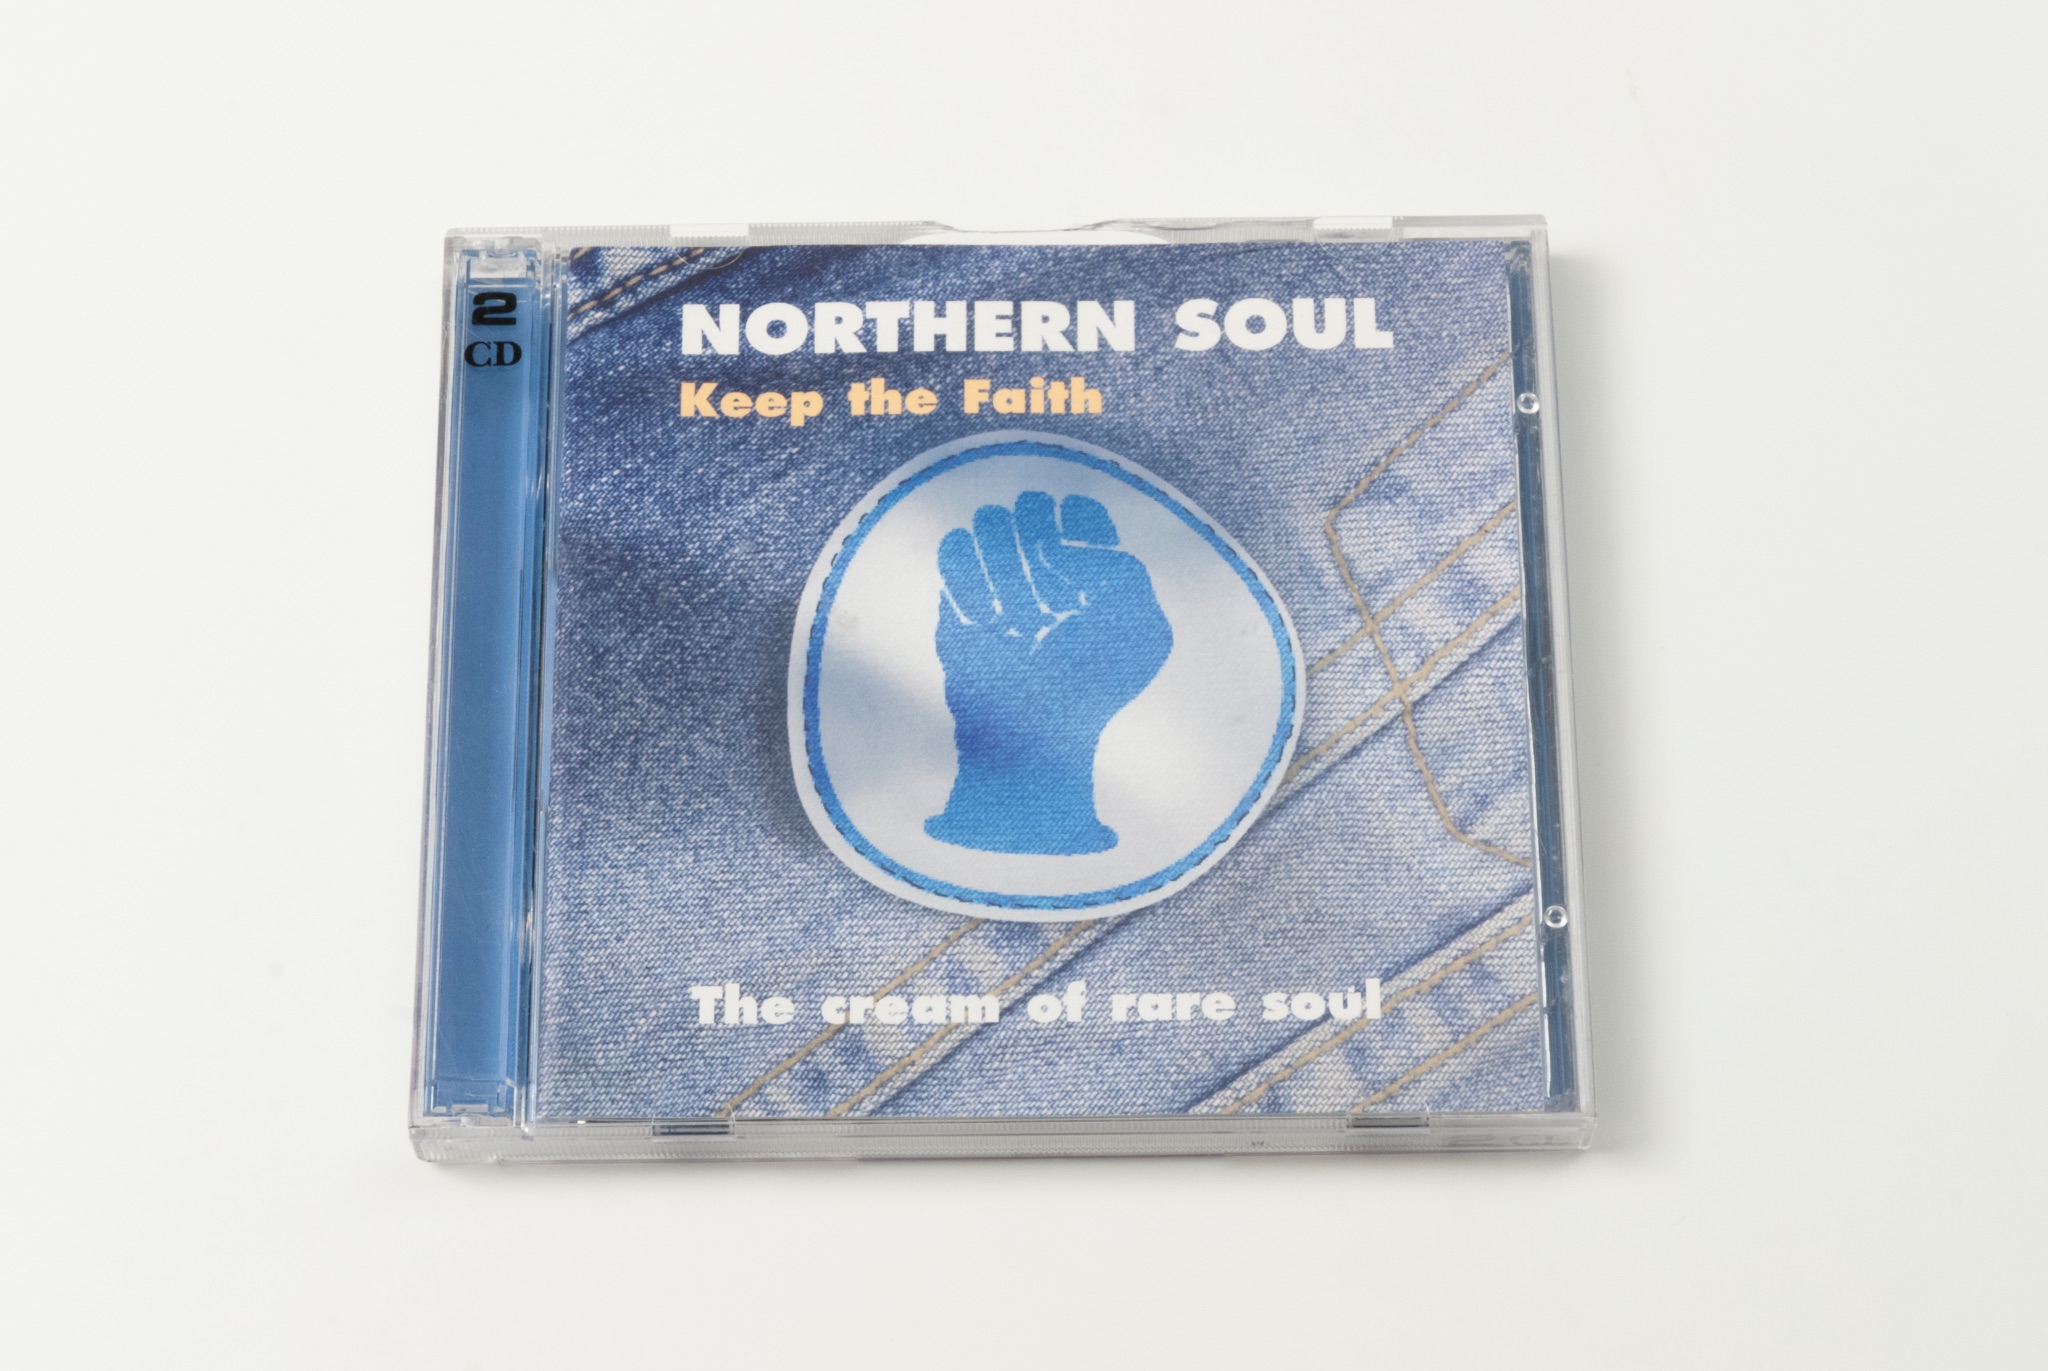 2
CD
NORTHERN SOUL
Keep the Faith
The cream of rare soul